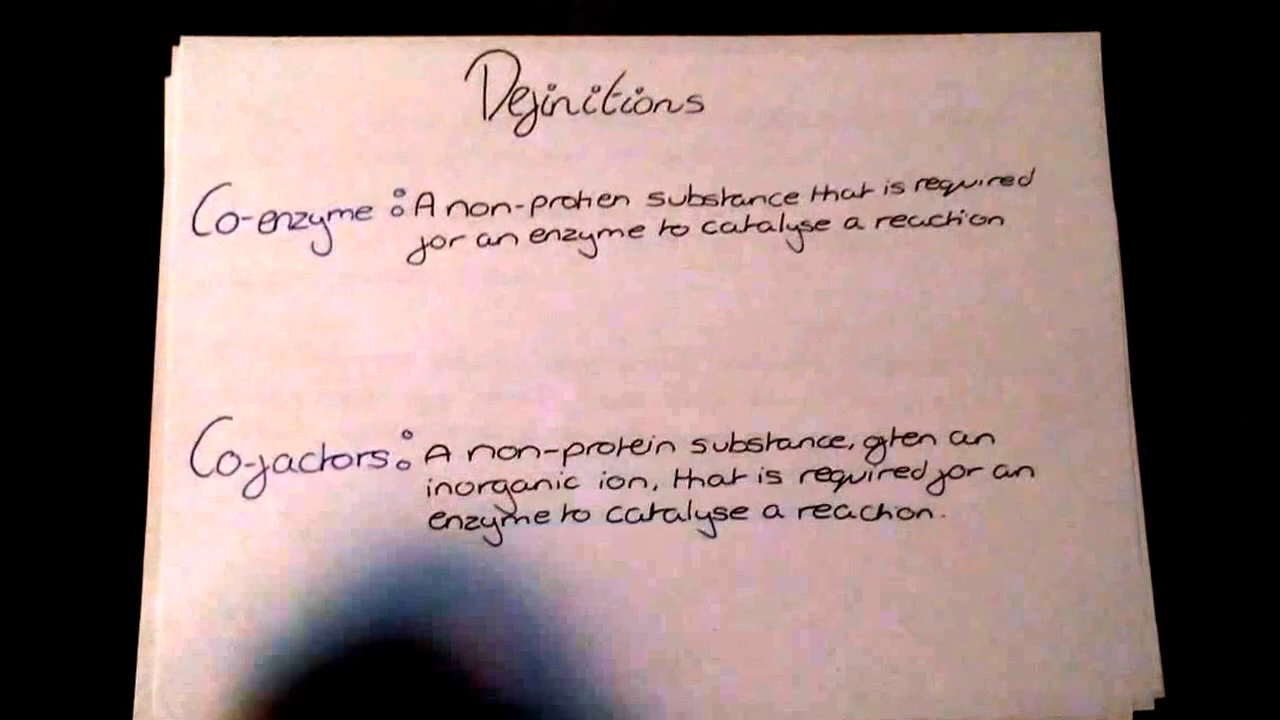 Definitions
Co-enzyme : A non-protien substance that is required
for an enzyme to catalyse a reaction
Co-factors : A non-protein substance, often an
inorganic ion, that is required for an
enzyme to catalyse a reaction.